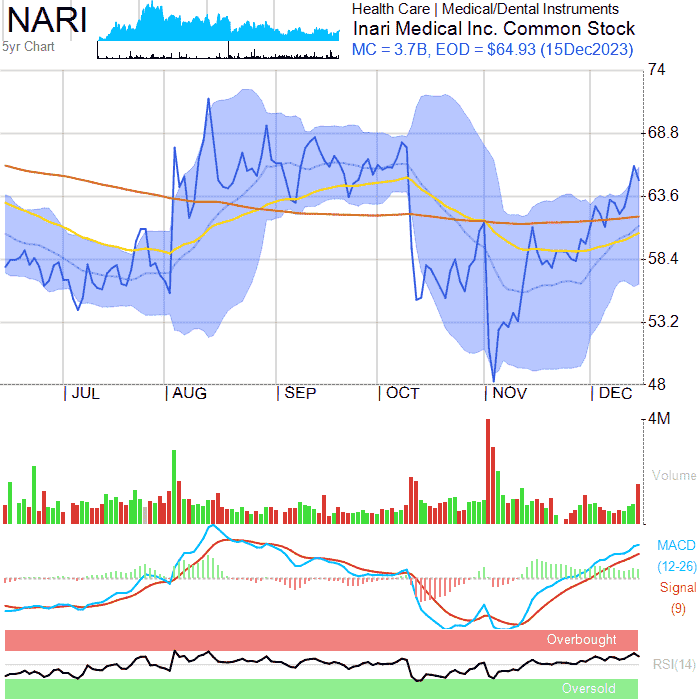 NARI
5yr Chart
Health Care | Medical/Dental Instruments
Inari Medical Inc. Common Stock
MC = 3.7B, EOD = $64.93 (15Dec2023)
74
68.8
63.6
58.4
53.2
48
| JUL | AUG | SEP | OCT | NOV | DEC
4M
Volume
MACD
(12-26)
Signal
(9)
Overbought
RSI(14)
Oversold